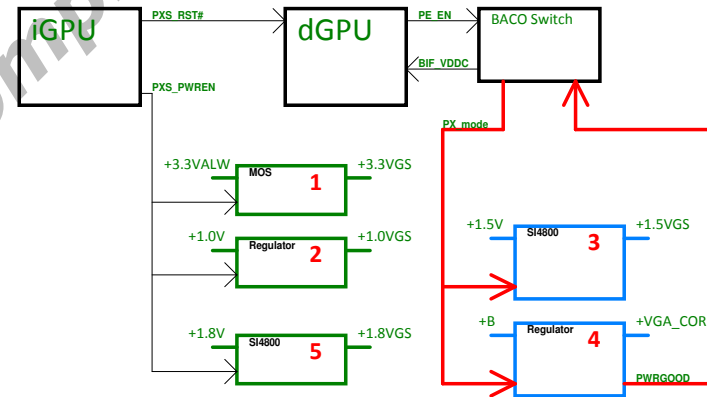 iGPU
PXS_RST#
dGPU
PE_EN
BACO Switch
BIF_VDDC
PXS_PWREN
PX_mode
+3.3VALW
MOS
1
+3.3VGS
+1.0V
Regulator
2
+1.0VGS
+1.8V
SI4800
5
+1.8VGS
+1.5V
SI4800
3
+1.5VGS
+B
Regulator
4
+VGA_COR
PWRGOOD